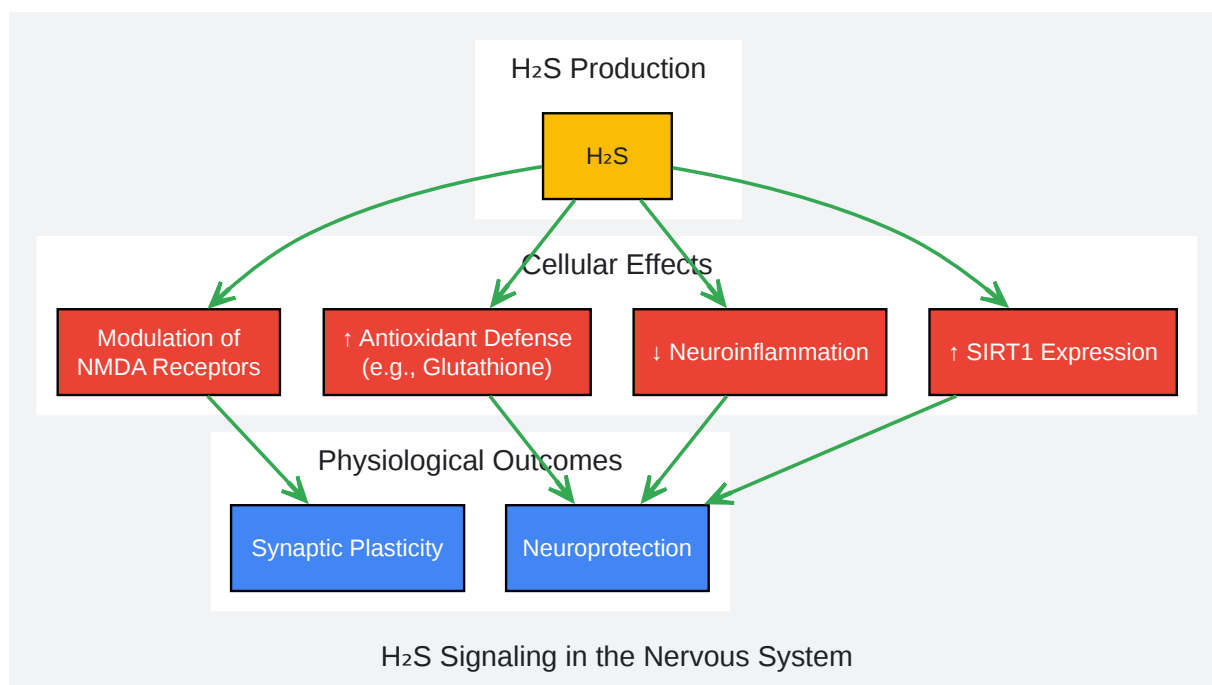 H₂S Production
H₂S
Cellular Effects
Modulation of
NMDA Receptors
↑ Antioxidant Defense
(e.g., Glutathione)
↓ Neuroinflammation
↑ SIRT1 Expression
Physiological Outcomes
Synaptic Plasticity
Neuroprotection
H₂S Signaling in the Nervous System